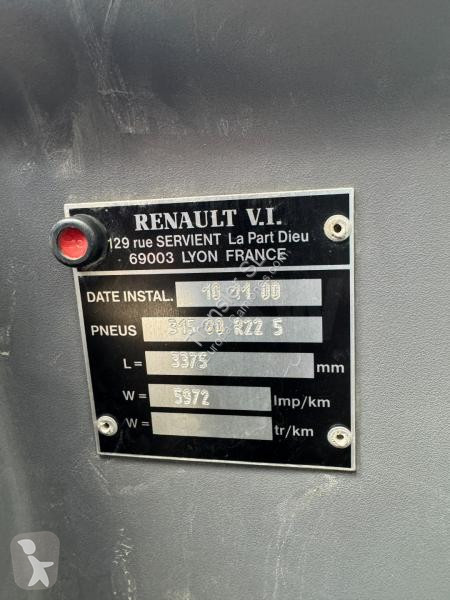 RENAULT V.I.
129 rue SERVIENT La Part Dieu
69003 LYON FRANCE
DATE INSTAL. 10 01 00
PNEUS 315 80 R22 5
L= 3375 mm
W= 5972 Imp/km
W= tr/km